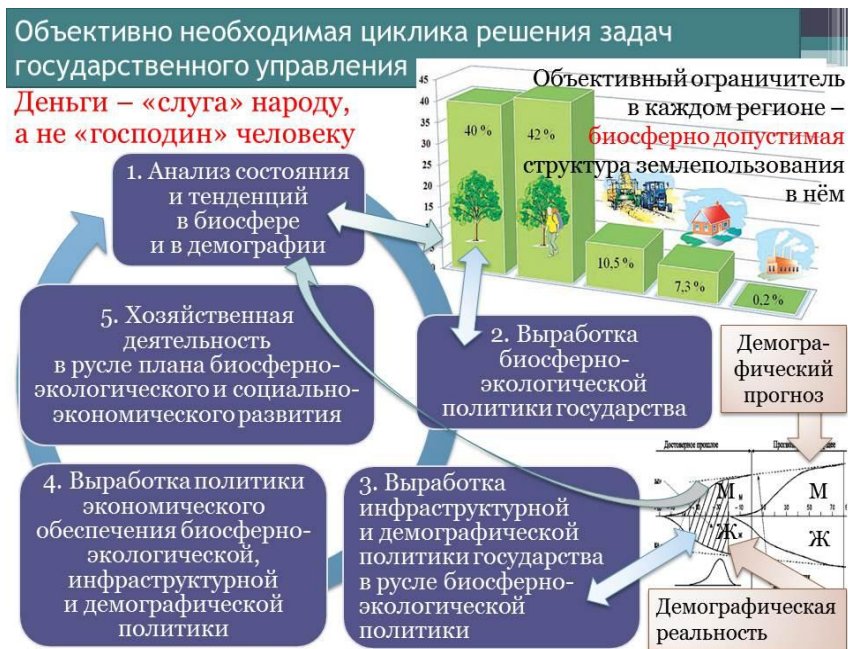 Объективно необходимая циклика решения задач
государственного управления
Деньги – «слуга» народу,
а не «господин» человеку
Объективный ограничитель
в каждом регионе –
биосферно допустимая
структура землепользования
в нём
45
40
35
30
25
20
15
40 %
42 %
10,5 %
7,3 %
0,2 %
1. Анализ состояния
и тенденций
в биосфере
и в демографии
2. Выработка
биосферно-
экологической
политики государства
3. Выработка
инфраструктурной
и демографической
политики государства
в русле биосферно-
экологической
политики
4. Выработка политики
экономического
обеспечения биосферно-
экологической,
инфраструктурной
и демографической
политики
5. Хозяйственная
деятельность
в русле плана биосферно-
экологического и социально-
экономического развития
Демогра-
фический
прогноз
Достоверное прошлое
М
М
Ж
Ж
Демографическая
реальность